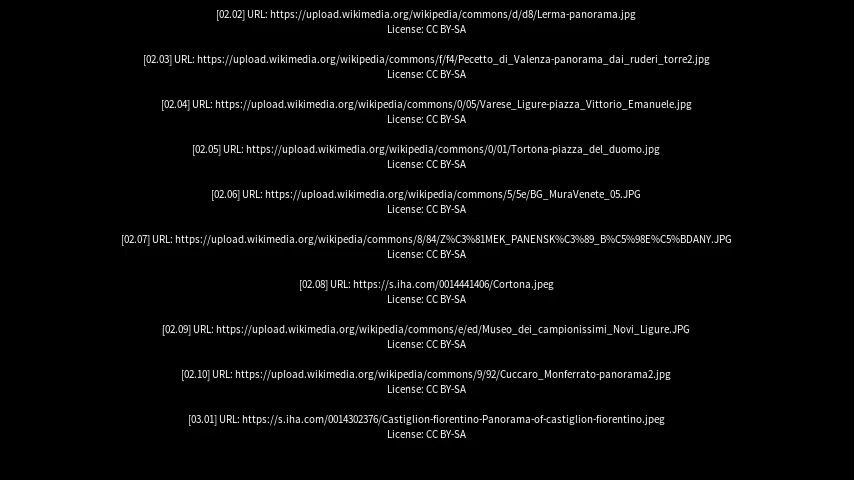 [02.02] URL: https://upload.wikimedia.org/wikipedia/commons/d/d8/Lerma-panorama.jpg
License: CC BY-SA
[02.03] URL: https://upload.wikimedia.org/wikipedia/commons/f/f4/Pecetto_di_Valenza-panorama_dai_ruderi_torre2.jpg
License: CC BY-SA
[02.04] URL: https://upload.wikimedia.org/wikipedia/commons/0/05/Varese_Ligure-piazza_Vittorio_Emanuele.jpg
License: CC BY-SA
[02.05] URL: https://upload.wikimedia.org/wikipedia/commons/0/01/Tortona-piazza_del_duomo.jpg
License: CC BY-SA
[02.06] URL: https://upload.wikimedia.org/wikipedia/commons/5/5e/BG_MuraVenete_05.JPG
License: CC BY-SA
[02.07] URL: https://upload.wikimedia.org/wikipedia/commons/8/84/Z%C3%81MEK_PANENSK%C3%89_B%C5%98E%C5%BDANY.JPG
License: CC BY-SA
[02.08] URL: https://s.iha.com/0014441406/Cortona.jpeg
License: CC BY-SA
[02.09] URL: https://upload.wikimedia.org/wikipedia/commons/e/ed/Museo_dei_campionissimi_Novi_Ligure.JPG
License: CC BY-SA
[02.10] URL: https://upload.wikimedia.org/wikipedia/commons/9/92/Cuccaro_Monferrato-panorama2.jpg
License: CC BY-SA
[03.01] URL: https://s.iha.com/0014302376/Castiglion-fiorentino-Panorama-of-castiglion-fiorentino.jpeg
License: CC BY-SA